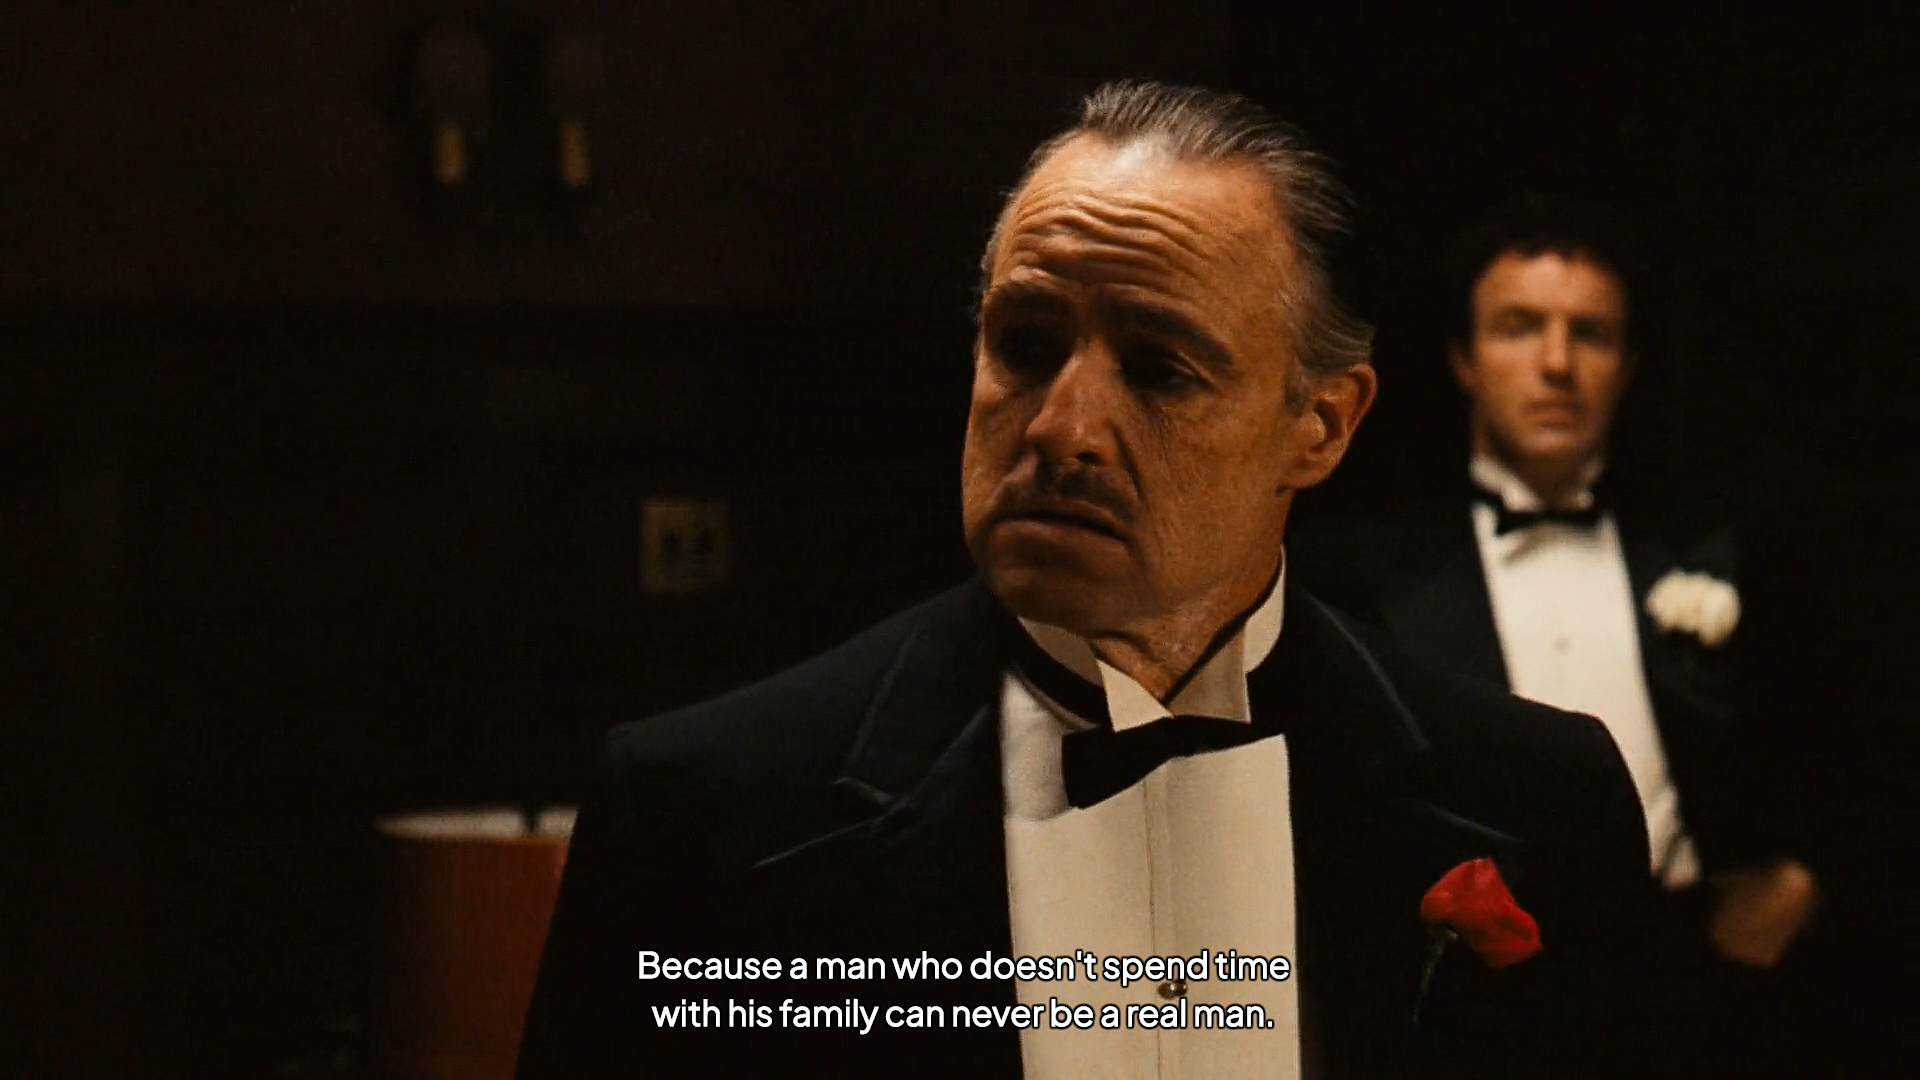 Because a man who doesn't spend time
with his family can never be a real man.